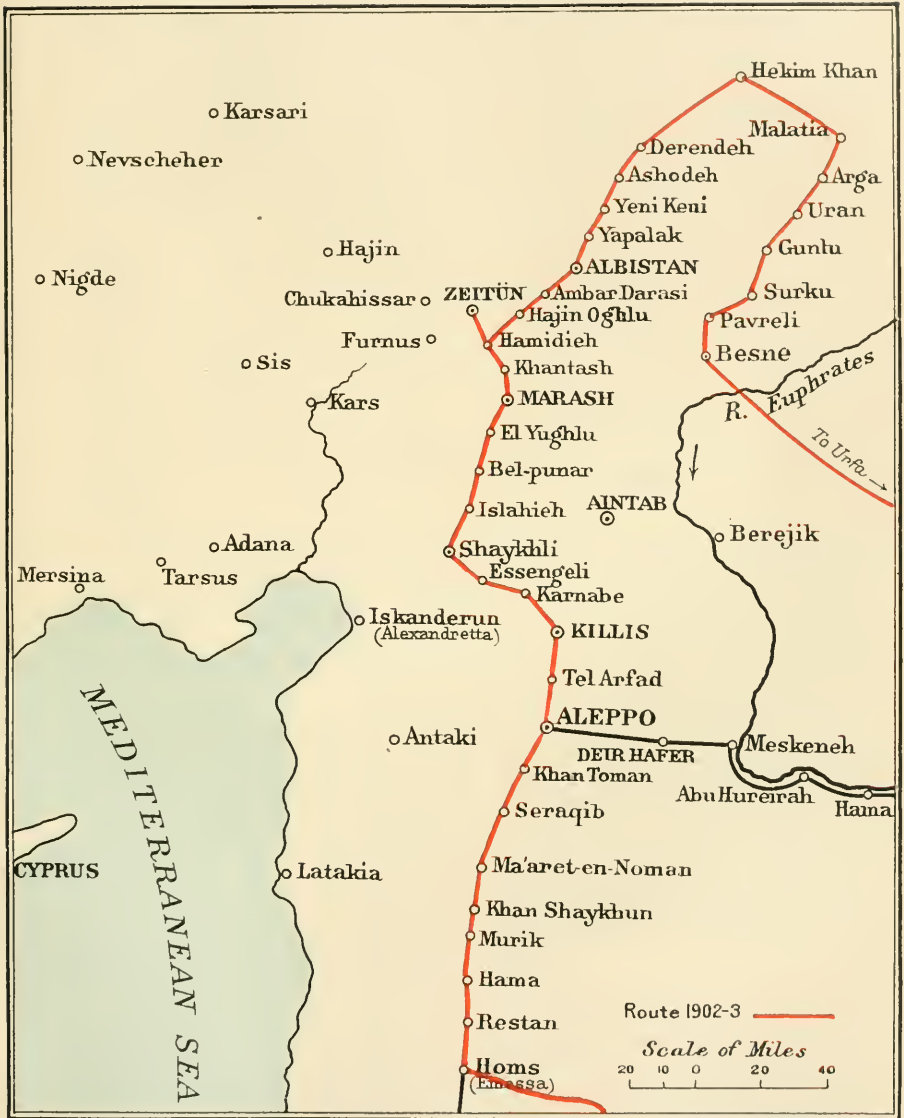 Hekim Khan
Karsari
Malatia
Derendeh
Nevscheher
Ashodeh
Arga
Yeni Keni
Uran
Yapalak
Hajin
Guntu
ALBISTAN
Nigde
Chukahissar
ZEITÜN
Ambar Darasi
Surku
Hajin Oghlu
Pavreli
Furnus
Hamidieh
Besne
Sis
Khantash
R. Euphrates
Kars
MARASH
El Yughlu
To Urfa
Bel-punar
AINTAB
Islahieh
Berejik
Adana
Shaykhli
Mersina
Tarsus
Essengeli
Karnabe
Iskanderun
(Alexandretta)
KILLIS
Tel Arfad
ALEPPO
Antaki
DEIR HAFER
Meskeneh
Khan Toman
Abu Hureirah
Hama
Seraqib
MEDITERRANEAN SEA
CYPRUS
Latakia
Ma'aret-en-Noman
Khan Shaykhun
Murik
Hama
Route 1902-3
Restan
Scale of Miles
20 10 0 20 40
Homs
(Emassa)